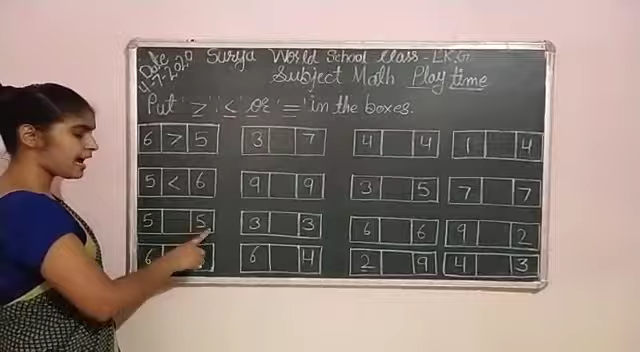 Date
4-7-2020
Surya World School Class - L.K.G
Subject Math Play time
Put '>', '<' or '=' in the boxes.
6 > 5 3 7 4 4 1 4
5 < 6 9 9 3 5 7 7
5 5 3 3 6 6 9 2
6 6 4 2 9 4 3